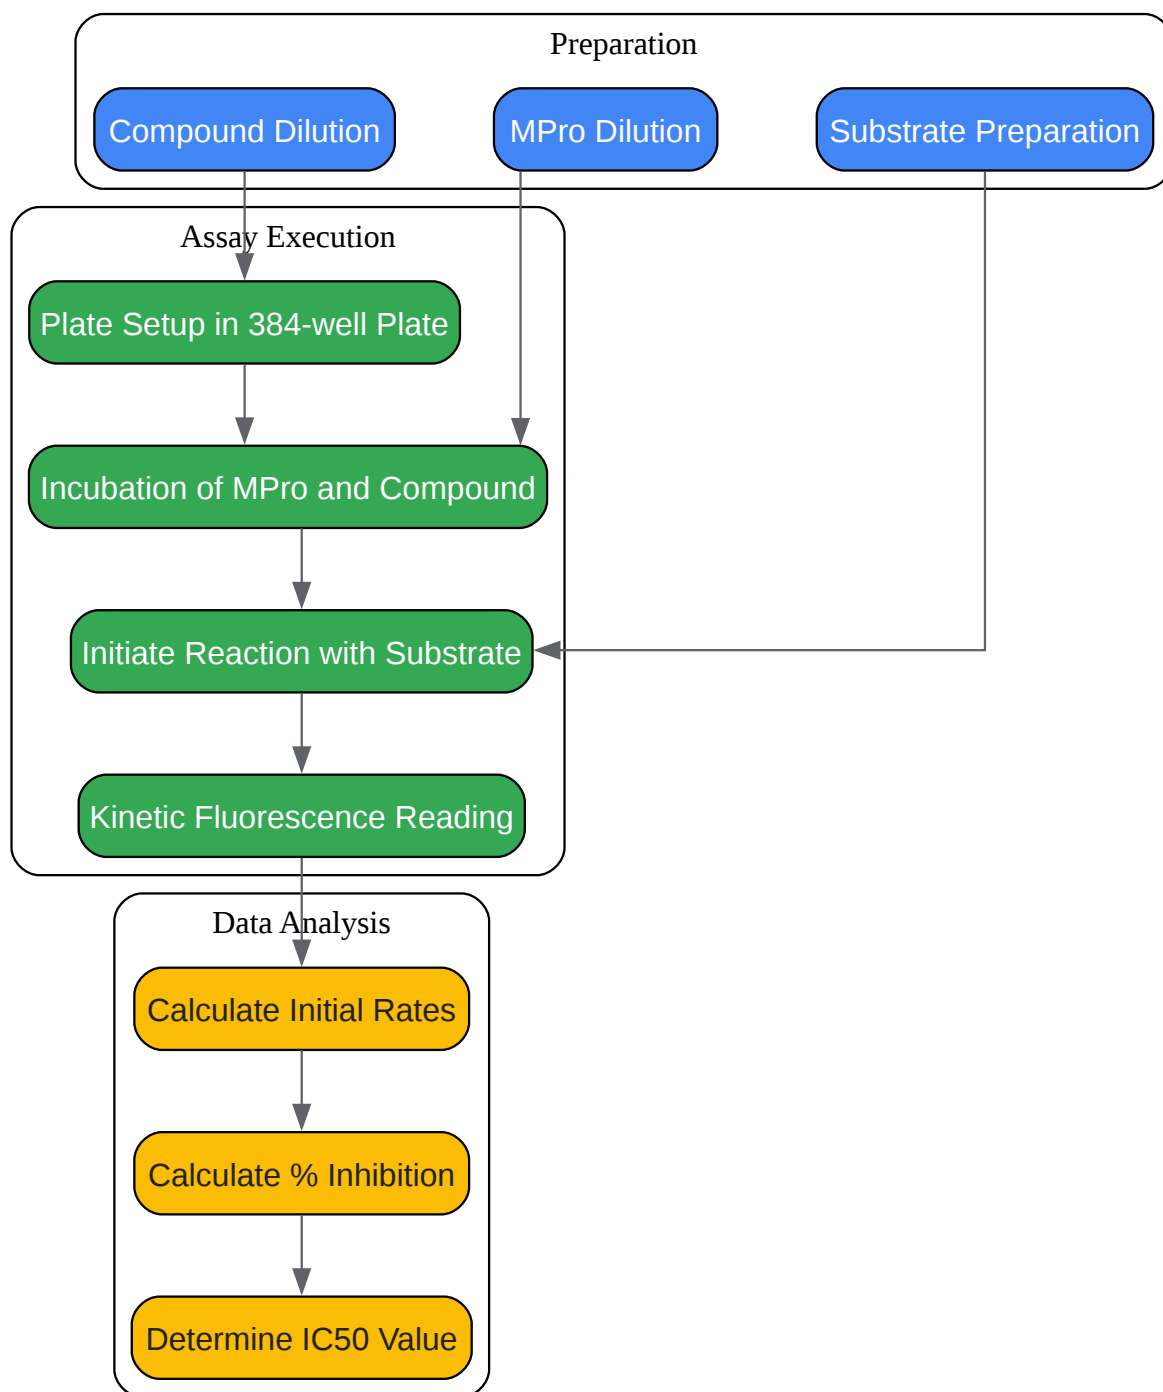 Preparation
Compound Dilution
MPro Dilution
Substrate Preparation
Assay Execution
Plate Setup in 384-well Plate
Incubation of MPro and Compound
Initiate Reaction with Substrate
Kinetic Fluorescence Reading
Data Analysis
Calculate Initial Rates
Calculate % Inhibition
Determine IC50 Value